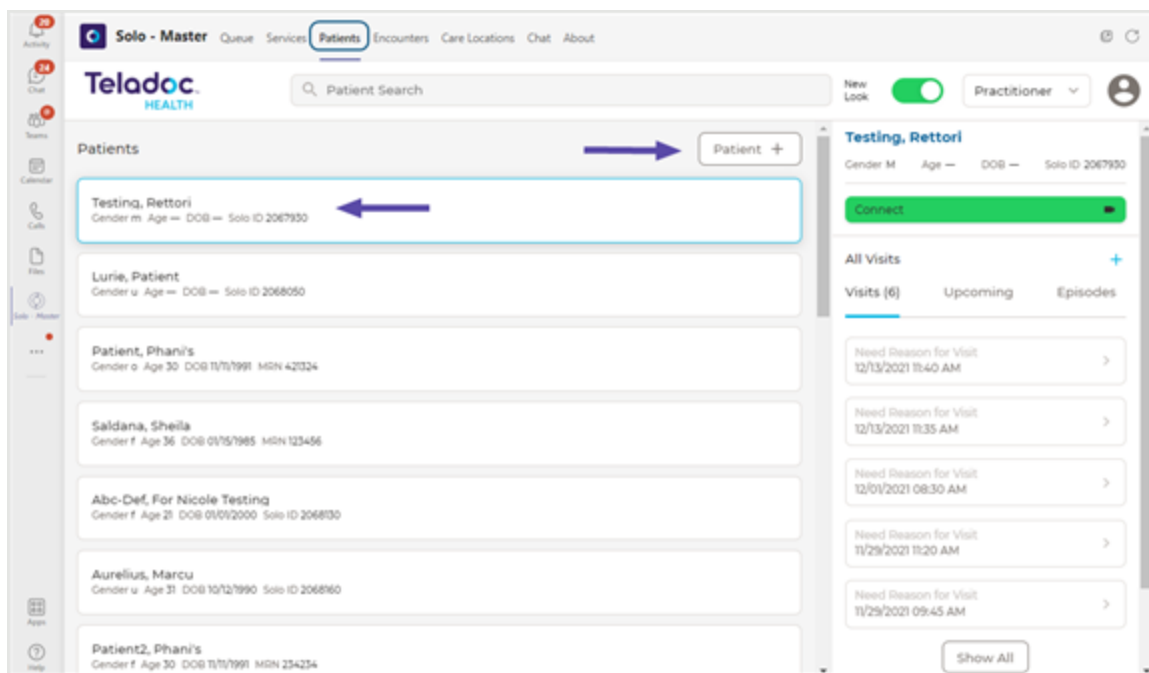 20
Activity
24
Chat
Teams
Calendar
Calls
Files
Solo - Master
...
Apps
Help
Solo - Master Queue Services Patients Encounters Care Locations Chat About
Teladoc
HEALTH
Patient Search
New
Look
Practitioner
Patients
Patient +
Testing, Rettori
Gender m Age — DOB — Solo ID 2067930
Lurie, Patient
Gender u Age — DOB — Solo ID 2068050
Patient, Phani's
Gender o Age 30 DOB 11/11/1991 MRN 421324
Saldana, Sheila
Gender f Age 36 DOB 01/15/1985 MRN 123456
Abc-Def, For Nicole Testing
Gender f Age 21 DOB 01/01/2000 Solo ID 2068130
Aurelius, Marcu
Gender u Age 31 DOB 10/12/1990 Solo ID 2068160
Patient2, Phani's
Gender f Age 30 DOB 11/11/1991 MRN 234234
Testing, Rettori
Gender M Age — DOB — Solo ID 2067930
Connect
All Visits +
Visits (6) Upcoming Episodes
Need Reason for Visit
12/13/2021 11:40 AM
Need Reason for Visit
12/13/2021 11:35 AM
Need Reason for Visit
12/01/2021 08:30 AM
Need Reason for Visit
11/29/2021 11:20 AM
Need Reason for Visit
11/29/2021 09:45 AM
Show All